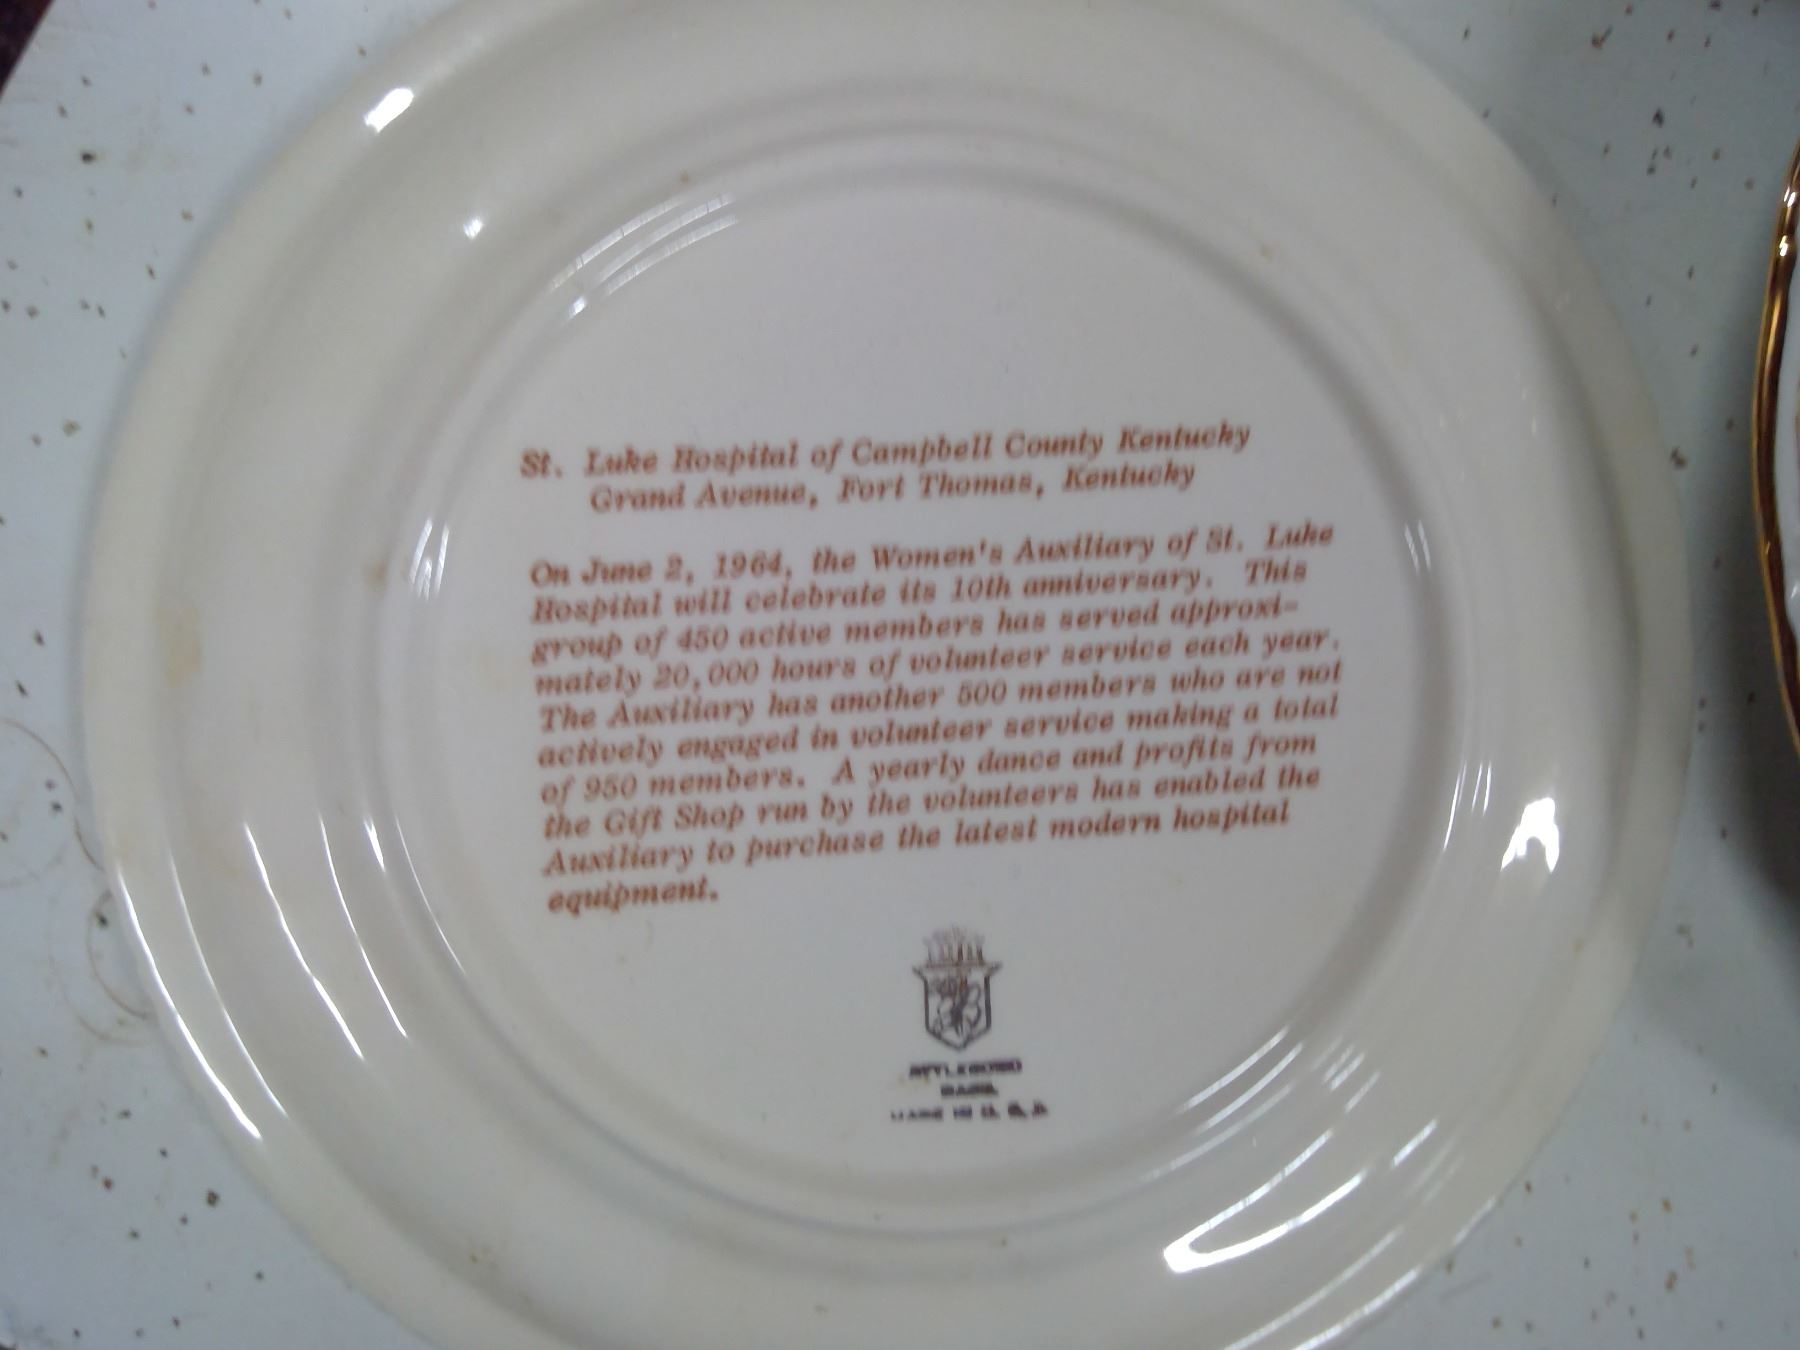 St. Luke Hospital of Campbell County Kentucky
Grand Avenue, Fort Thomas, Kentucky
On June 2, 1964, the Women's Auxiliary of St. Luke
Hospital will celebrate its 10th anniversary. This
group of 450 active members has served approxi-
mately 20,000 hours of volunteer service each year.
The Auxiliary has another 500 members who are not
actively engaged in volunteer service making a total
of 950 members. A yearly dance and profits from
the Gift Shop run by the volunteers has enabled the
Auxiliary to purchase the latest modern hospital
equipment.
ATTLEBORO
MASS.
MADE IN U.S.A.